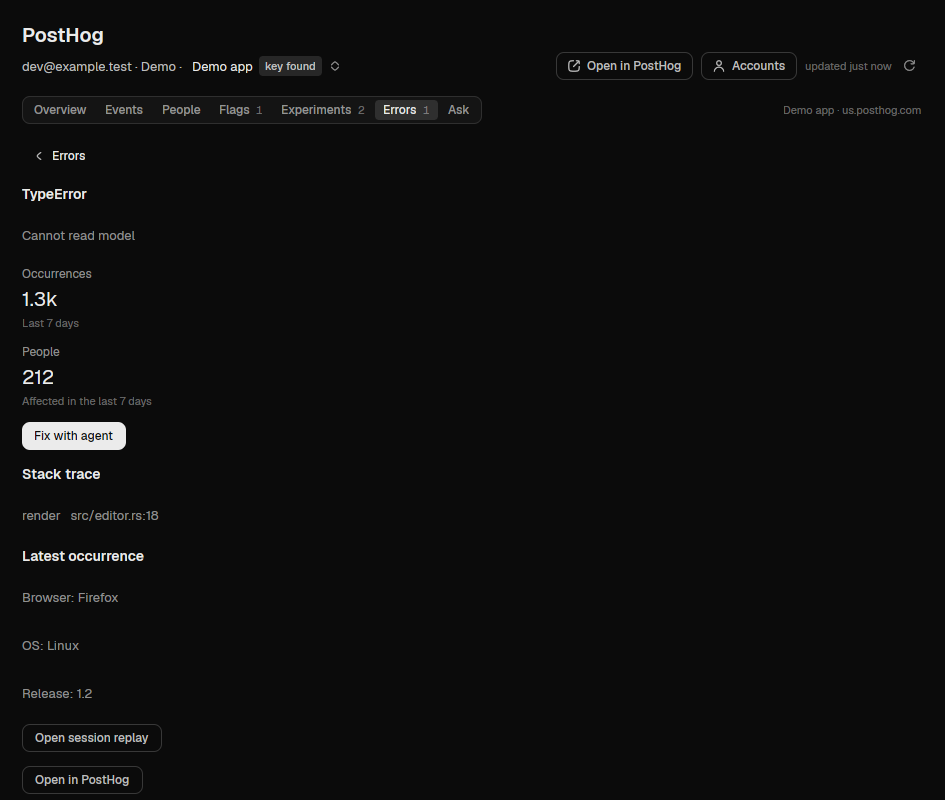 PostHog
dev@example.test · Demo · Demo app key found
Open in PostHog Accounts updated just now
Overview Events People Flags 1 Experiments 2 Errors 1 Ask
Demo app · us.posthog.com
Errors
TypeError
Cannot read model
Occurrences
1.3k
Last 7 days
People
212
Affected in the last 7 days
Fix with agent
Stack trace
render src/editor.rs:18
Latest occurrence
Browser: Firefox
OS: Linux
Release: 1.2
Open session replay
Open in PostHog